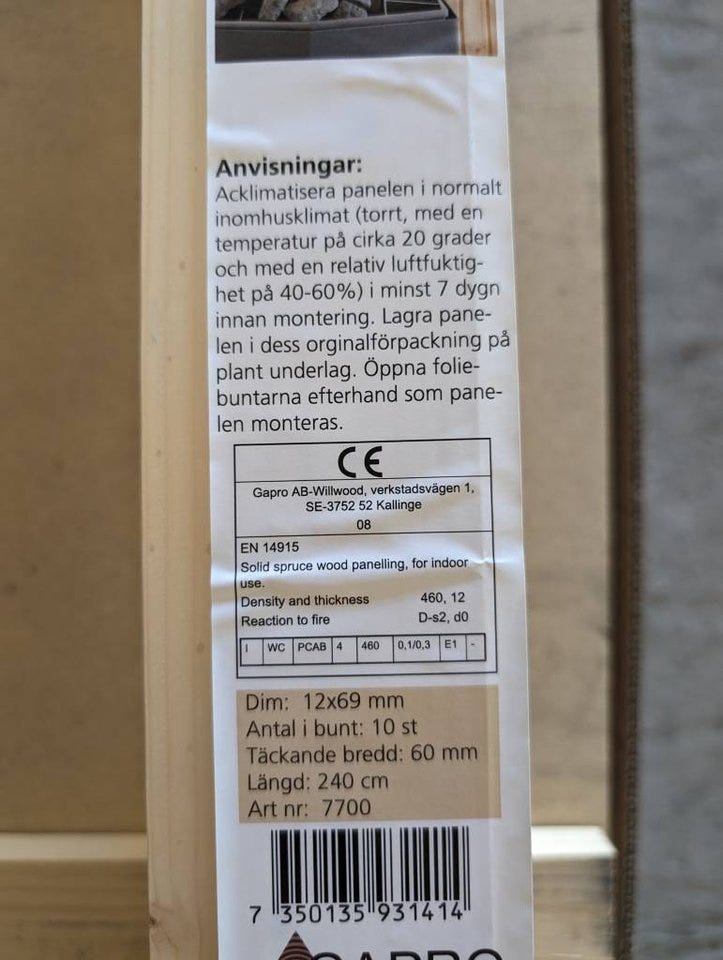 Anvisningar:
Acklimatisera panelen i normalt
inomhusklimat (torrt, med en
temperatur på cirka 20 grader
och med en relativ luftfuktig-
het på 40-60%) i minst 7 dygn
innan montering. Lagra pane-
len i dess orginalförpackning på
plant underlag. Öppna folie-
buntarna efterhand som pane-
len monteras.
CE
Gapro AB-Willwood, verkstadsvägen 1,
SE-3752 52 Kallinge
08
EN 14915
Solid spruce wood panelling, for indoor
use.
Density and thickness 460, 12
Reaction to fire D-s2, d0
I WC PCAB 4 460 0,1/0,3 E1 -
Dim: 12x69 mm
Antal i bunt: 10 st
Täckande bredd: 60 mm
Längd: 240 cm
Art nr: 7700
7 350135 931414
GAPRO